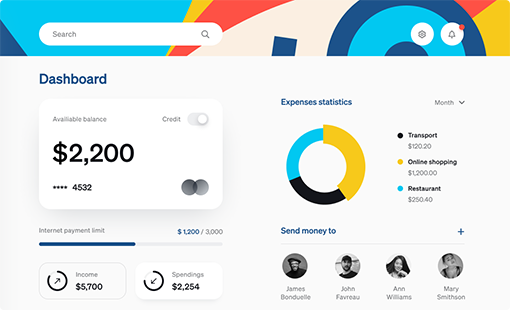 Search
Dashboard
Availiable balance
Credit
$2,200
**** 4532
Internet payment limit
$ 1,200 / 3,000
Income
$5,700
Spendings
$2,254
Expenses statistics
Month
Transport
$120.20
Online shopping
$1,200.00
Restaurant
$250.40
Send money to
+
James
Bonduelle
John
Favreau
Ann
Williams
Mary
Smithson